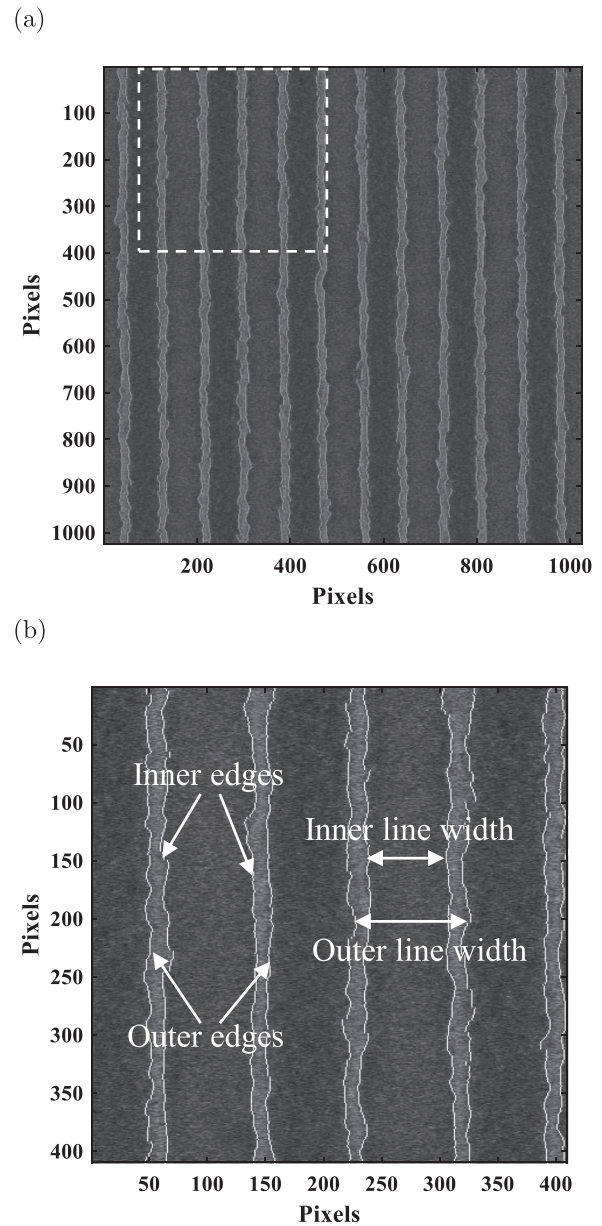 (a)
100
200
300
400
500
600
700
800
900
1000
Pixels
200 400 600 800 1000
Pixels
(b)
50
100
150
200
250
300
350
400
Pixels
Inner edges
Inner line width
Outer line width
Outer edges
50 100 150 200 250 300 350 400
Pixels